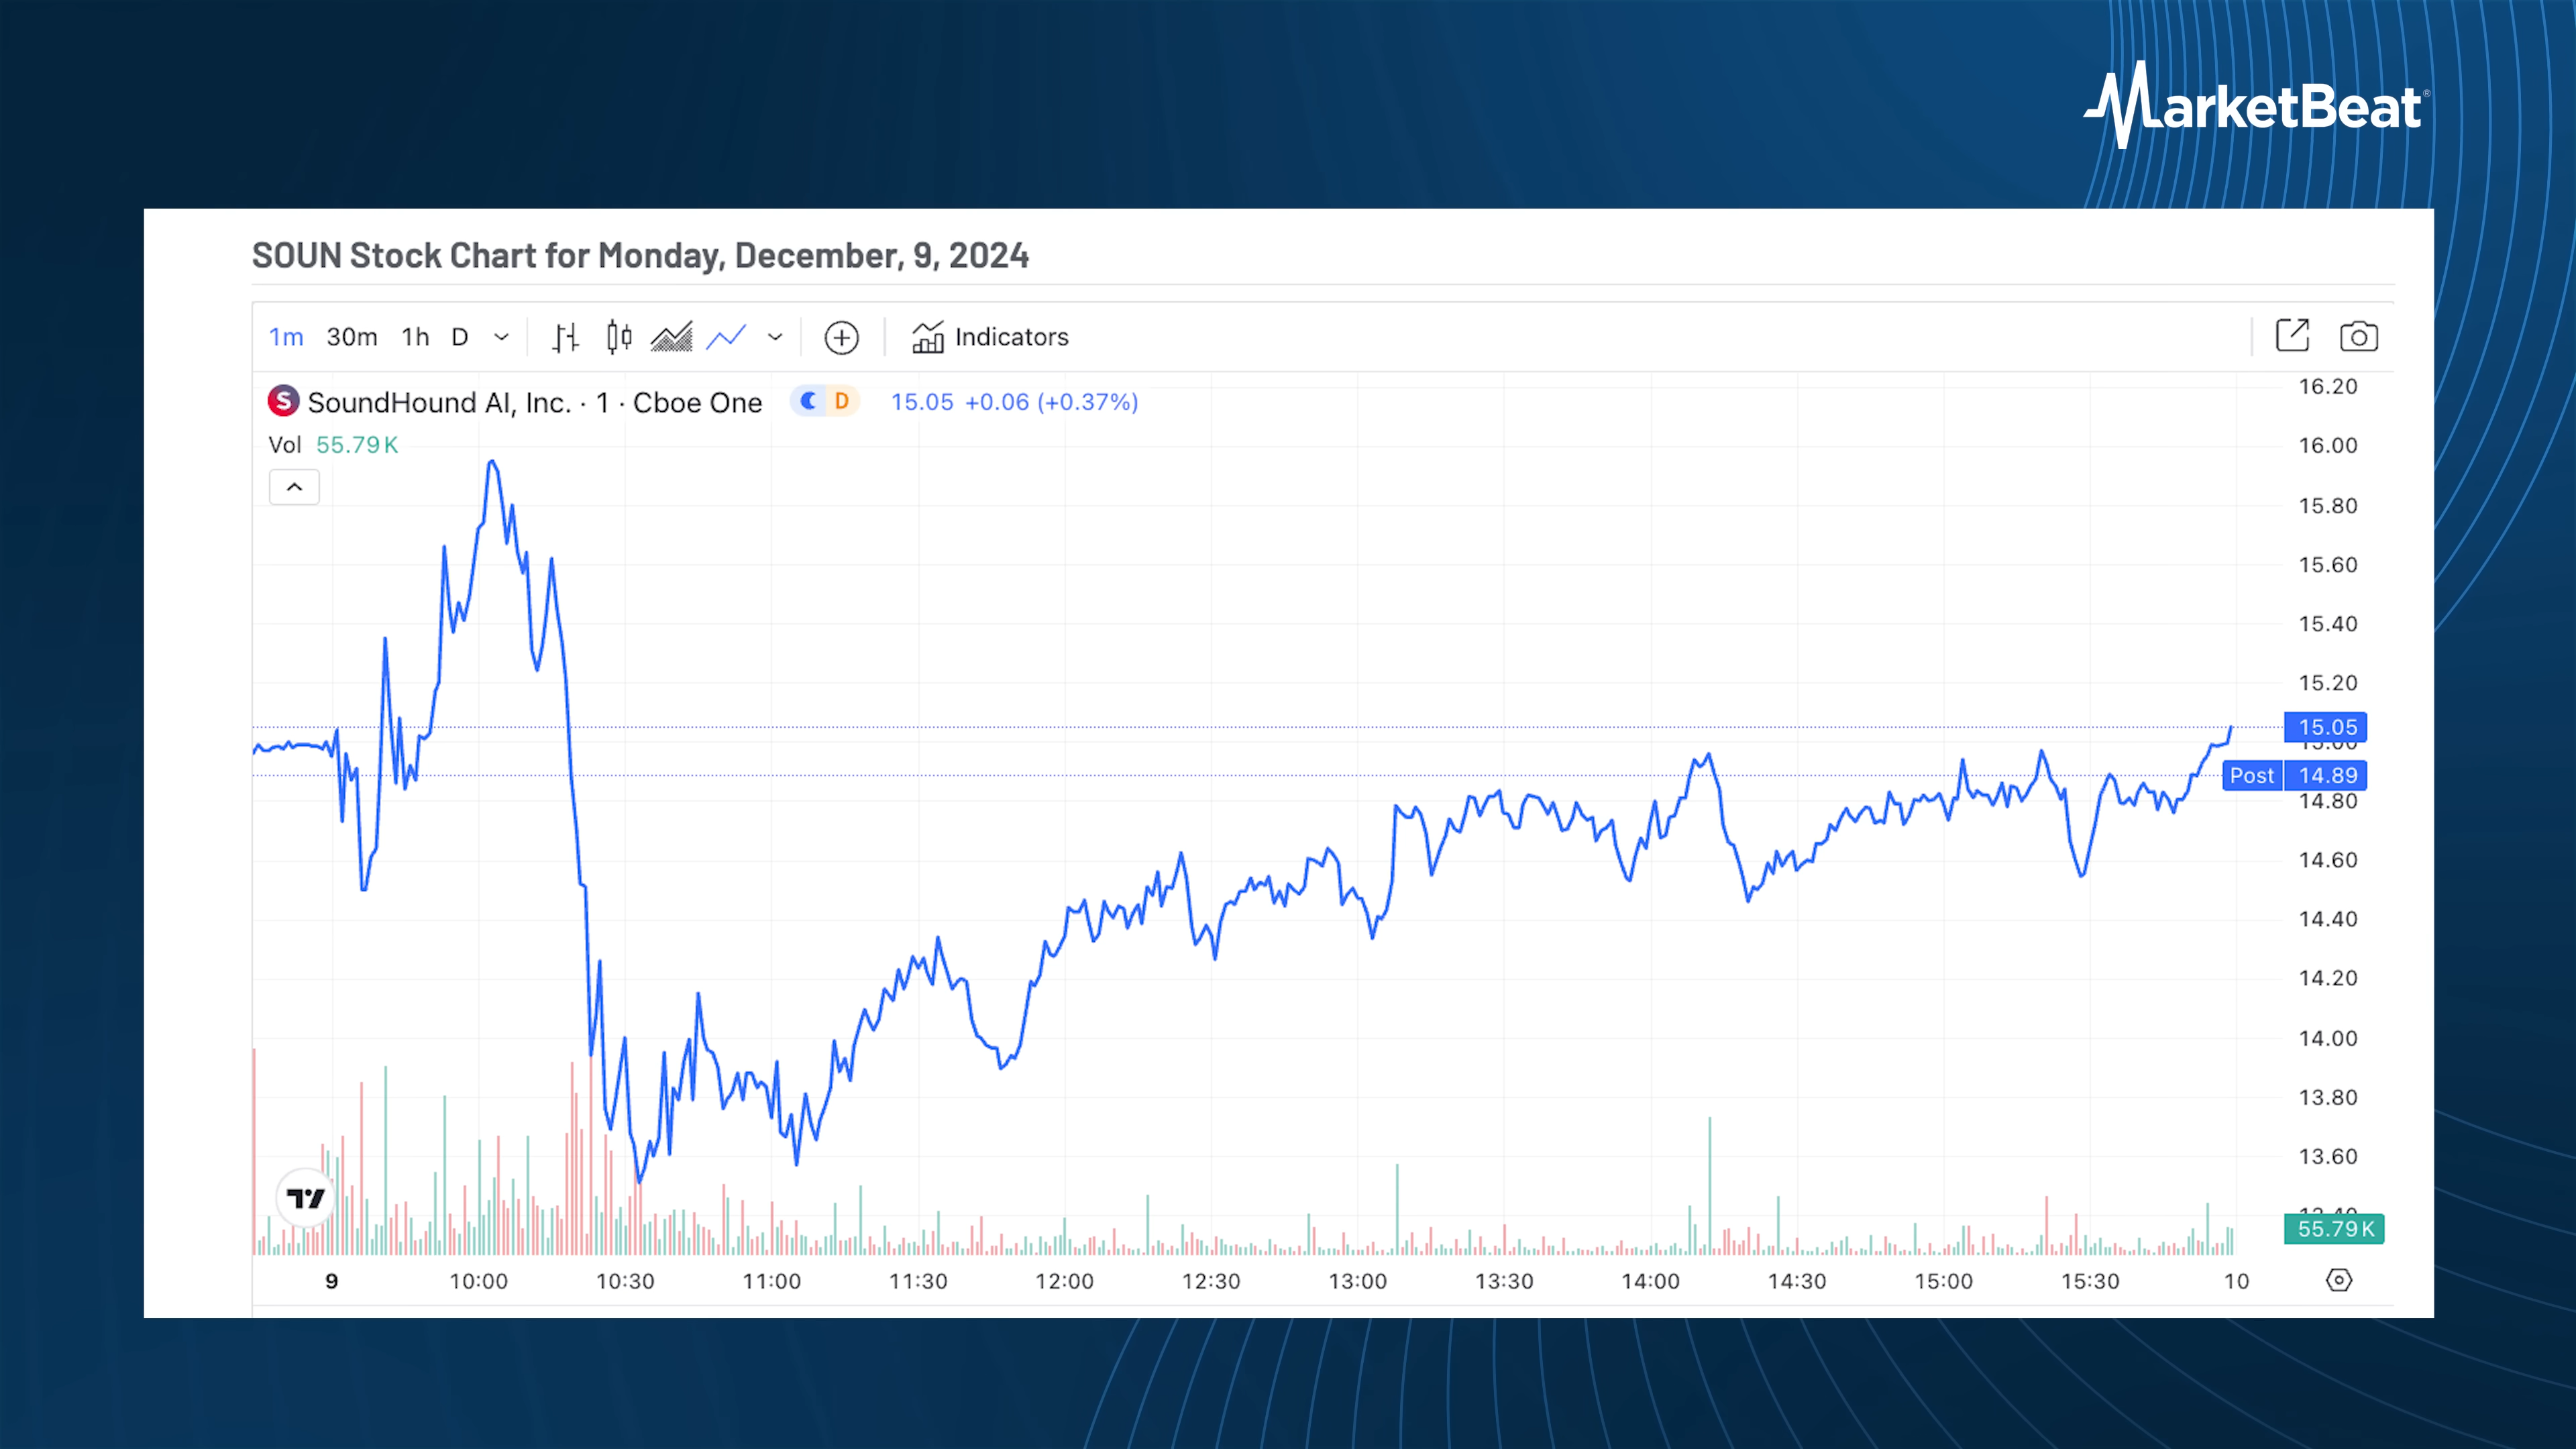 MarketBeat®
SOUN Stock Chart for Monday, December, 9, 2024
1m 30m 1h D Indicators
S SoundHound AI, Inc. · 1 · Cboe One D 15.05 +0.06 (+0.37%)
Vol 55.79K
16.20
16.00
15.80
15.60
15.40
15.20
15.05
15.00
Post 14.89
14.80
14.60
14.40
14.20
14.00
13.80
13.60
55.79K
9 10:00 10:30 11:00 11:30 12:00 12:30 13:00 13:30 14:00 14:30 15:00 15:30 10